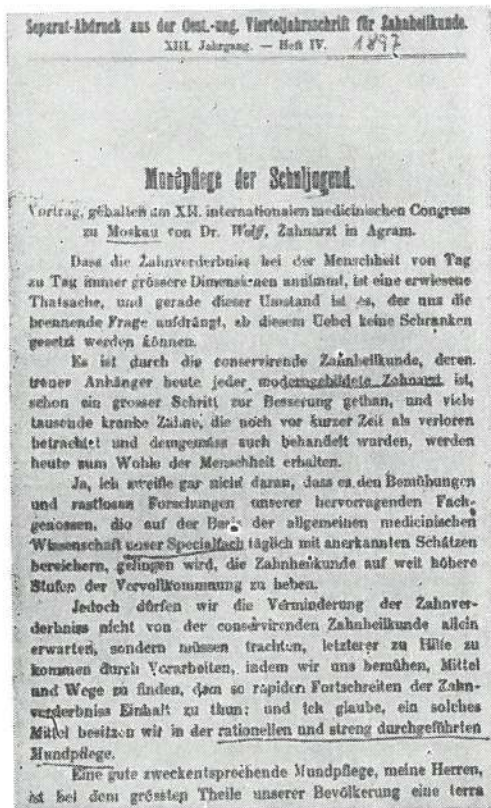 Separat-Abdruck aus der Oest.-ung. Vierteljahrsschrift für Zahnheilkunde.
XIII. Jahrgang. — Heft IV. 1897
Mundpflege der Schuljugend.
Vortrag, gehalten am XII. internationalen medicinischen Congress
zu Moskau von Dr. Wolff, Zahnarzt in Agram.
Dass die Zahnverderbniss bei der Menschheit von Tag
zu Tag immer grössere Dimensionen annimmt, ist eine erwiesene
Thatsache, und gerade dieser Umstand ist es, der uns die
brennende Frage aufdrängt, ob diesem Uebel keine Schranken
gesetzt werden können.
Es ist durch die conservirende Zahnheilkunde, deren
treuer Anhänger heute jeder moderngebildete Zahnarzt ist,
schon ein grosser Schritt zur Besserung gethan, und viele
tausende kranke Zähne, die noch vor kurzer Zeit als verloren
betrachtet und demgemäss auch behandelt wurden, werden
heute zum Wohle der Menschheit erhalten.
Ja, ich zweifle gar nicht daran, dass es den Bemühungen
und rastlosen Forschungen unserer hervorragenden Fach-
genossen, die auf der Basis der allgemeinen medicinischen
Wissenschaft unser Specialfach täglich mit anerkannten Schätzen
bereichern, gelingen wird, die Zahnheilkunde auf weit höhere
Stufen der Vervollkommnung zu heben.
Jedoch dürfen wir die Verminderung der Zahnver-
derbniss nicht von der conservirenden Zahnheilkunde allein
erwarten, sondern müssen trachten, letzterer zu Hilfe zu
kommen durch Vorarbeiten, indem wir uns bemühen, Mittel
und Wege zu finden, dem so rapiden Fortschreiten der Zahn-
verderbniss Einhalt zu thun; und ich glaube, ein solches
Mittel besitzen wir in der rationellen und streng durchgeführten
Mundpflege.
Eine gute zweckentsprechende Mundpflege, meine Herren,
ist bei dem grössten Theile unserer Bevölkerung eine terra